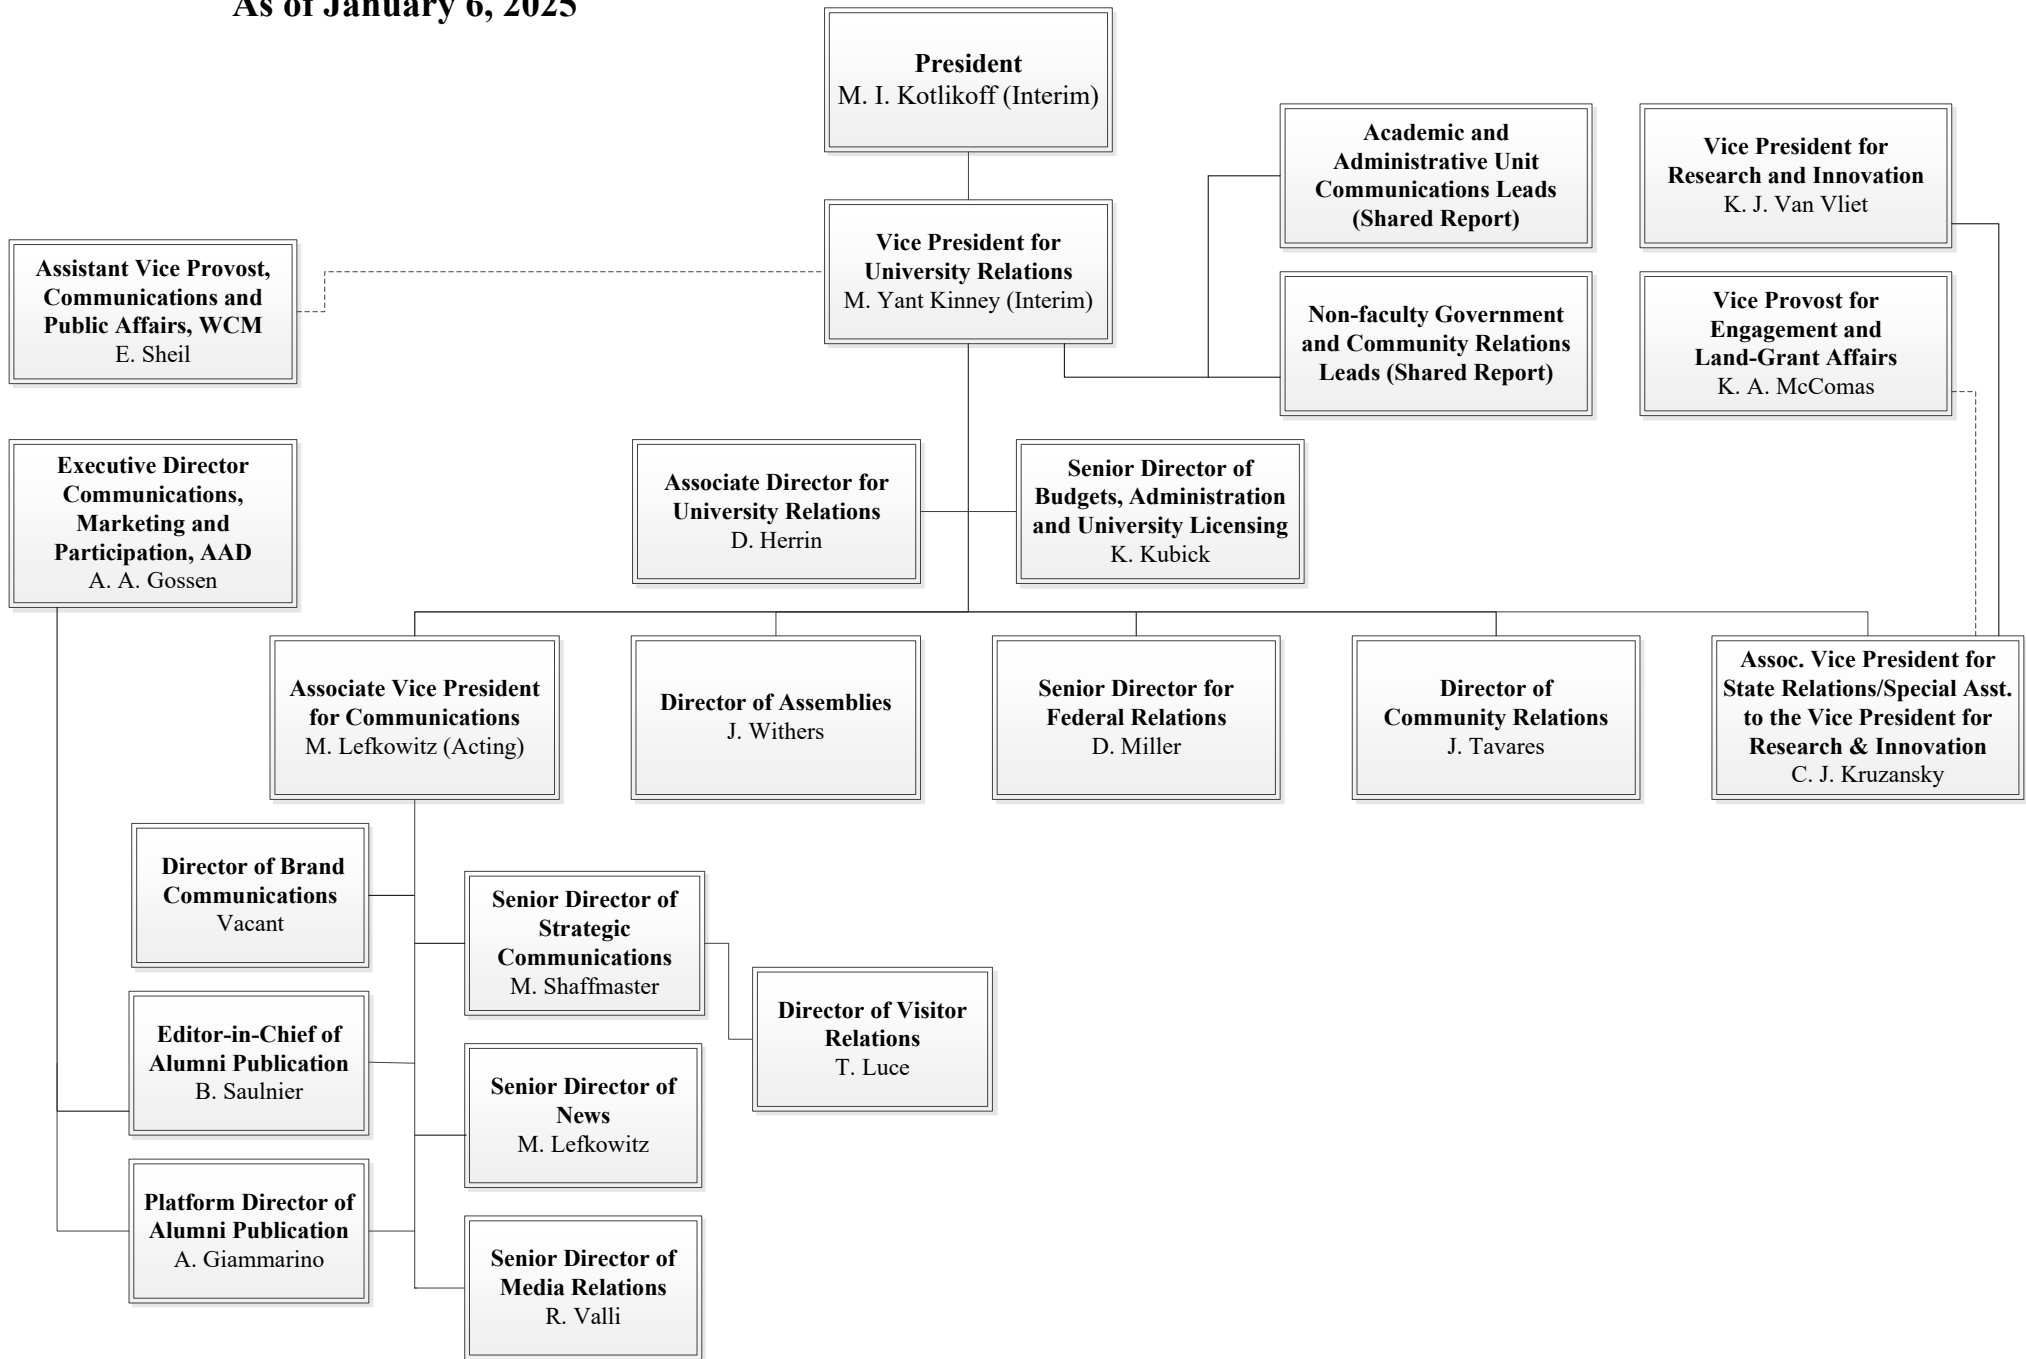 As of January 6, 2025
President
M. I. Kotlikoff (Interim)
Academic and
Administrative Unit
Communications Leads
(Shared Report)
Vice President for
Research and Innovation
K. J. Van Vliet
Vice President for
University Relations
M. Yant Kinney (Interim)
Assistant Vice Provost,
Communications and
Public Affairs, WCM
E. Sheil
Non-faculty Government
and Community Relations
Leads (Shared Report)
Vice Provost for
Engagement and
Land-Grant Affairs
K. A. McComas
Executive Director
Communications,
Marketing and
Participation, AAD
A. A. Gossen
Associate Director for
University Relations
D. Herrin
Senior Director of
Budgets, Administration
and University Licensing
K. Kubick
Associate Vice President
for Communications
M. Lefkowitz (Acting)
Director of Assemblies
J. Withers
Senior Director for
Federal Relations
D. Miller
Director of
Community Relations
J. Tavares
Assoc. Vice President for
State Relations/Special Asst.
to the Vice President for
Research & Innovation
C. J. Kruzansky
Director of Brand
Communications
Vacant
Senior Director of
Strategic
Communications
M. Shaffmaster
Director of Visitor
Relations
T. Luce
Editor-in-Chief of
Alumni Publication
B. Saulnier
Senior Director of
News
M. Lefkowitz
Platform Director of
Alumni Publication
A. Giammarino
Senior Director of
Media Relations
R. Valli